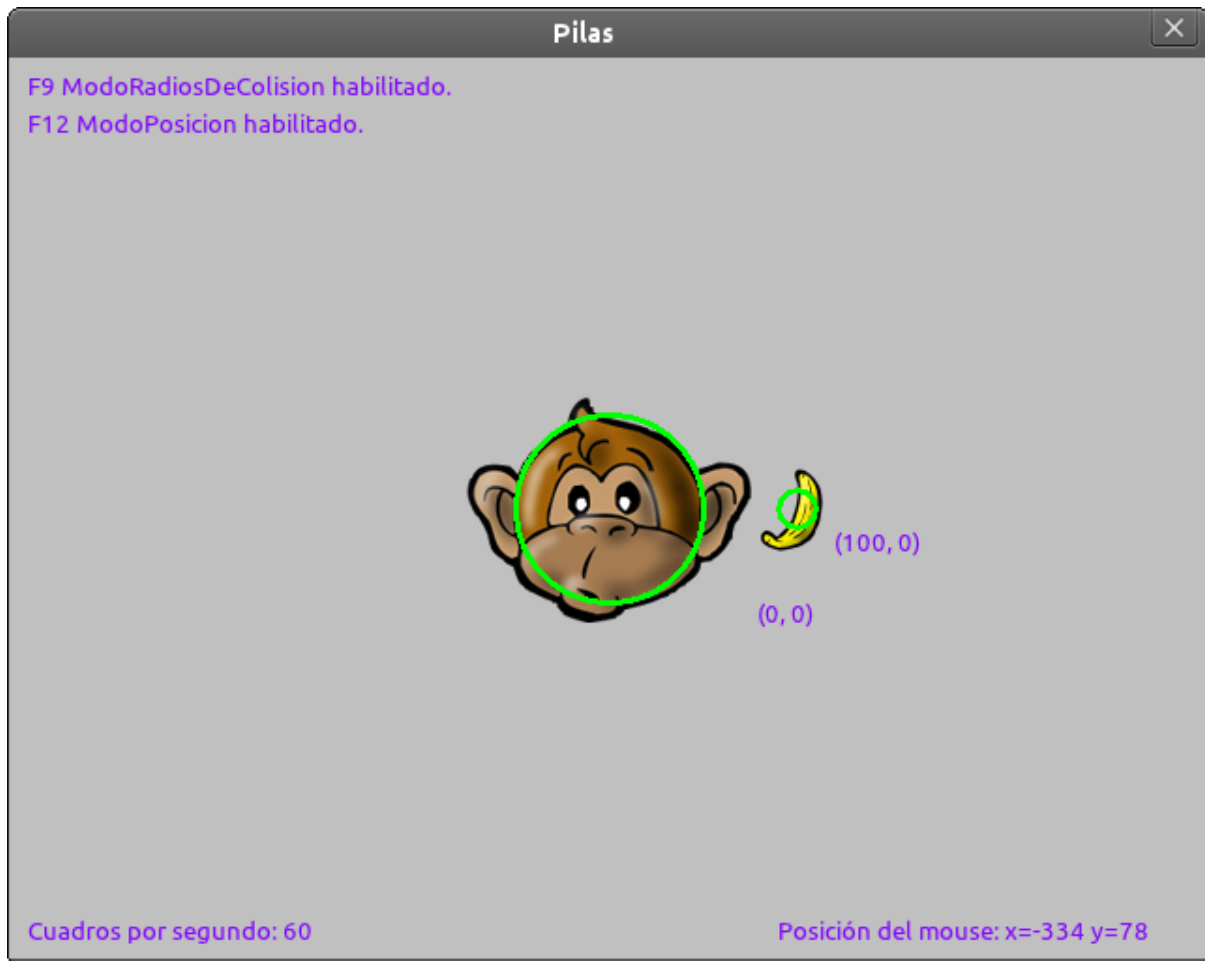 Pilas
F9 ModoRadiosDeColision habilitado.
F12 ModoPosicion habilitado.
(100, 0)
(0, 0)
Cuadros por segundo: 60
Posición del mouse: x=-334 y=78